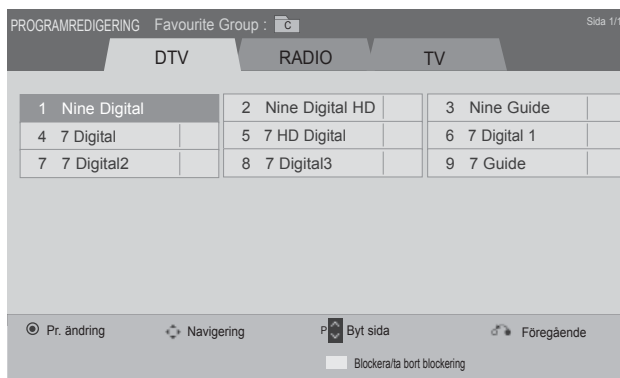 PROGRAMREDIGERING Favourite Group : C Sida 1/1
DTV RADIO TV
1 Nine Digital 2 Nine Digital HD 3 Nine Guide
4 7 Digital 5 7 HD Digital 6 7 Digital 1
7 7 Digital2 8 7 Digital3 9 7 Guide
Pr. ändring Navigering P Byt sida Föregående
Blockera/ta bort blockering